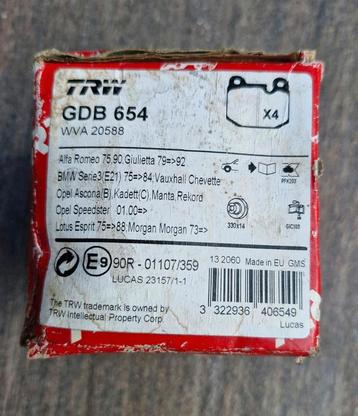 TRW
GDB 654
WVA 20588
X4
Alfa Romeo 75,90,Giulietta 79=>92
BMW Serie3(E21) 75=>84,Vauxhall Chevette
Opel Ascona(B),Kadett(C),Manta,Rekord
Opel Speedster 01.00=>
Lotus Esprit 75=>88,Morgan Morgan 73=>
PFK203
330x14
GIC103
E9 90R - 01107/359
LUCAS 23157/1-1
13 2060 Made in EU GMS
The TRW trademark is owned by
TRW Intellectual Property Corp.
3 322936 406549
Lucas